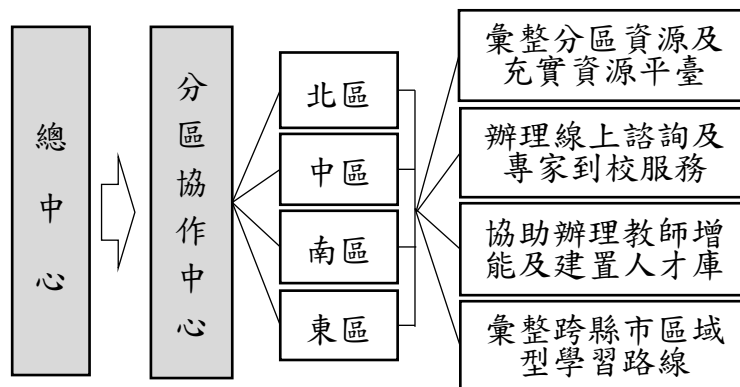 總中心
分區協作中心
北區
中區
南區
東區
彙整分區資源及
充實資源平臺
辦理線上諮詢及
專家到校服務
協助辦理教師增
能及建置人才庫
彙整跨縣市區域
型學習路線